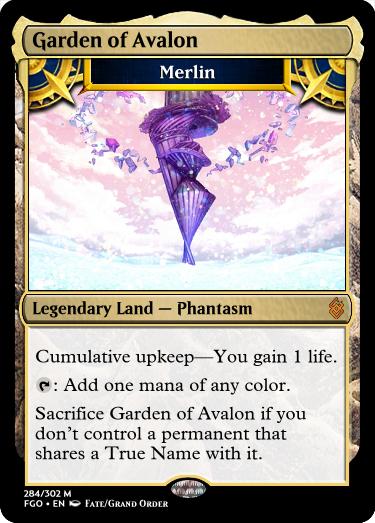 Garden of Avalon
Merlin
Legendary Land — Phantasm
Cumulative upkeep—You gain 1 life.
: Add one mana of any color.
Sacrifice Garden of Avalon if you
don't control a permanent that
shares a True Name with it.
284/302 M
FGO • EN Fate/Grand Order